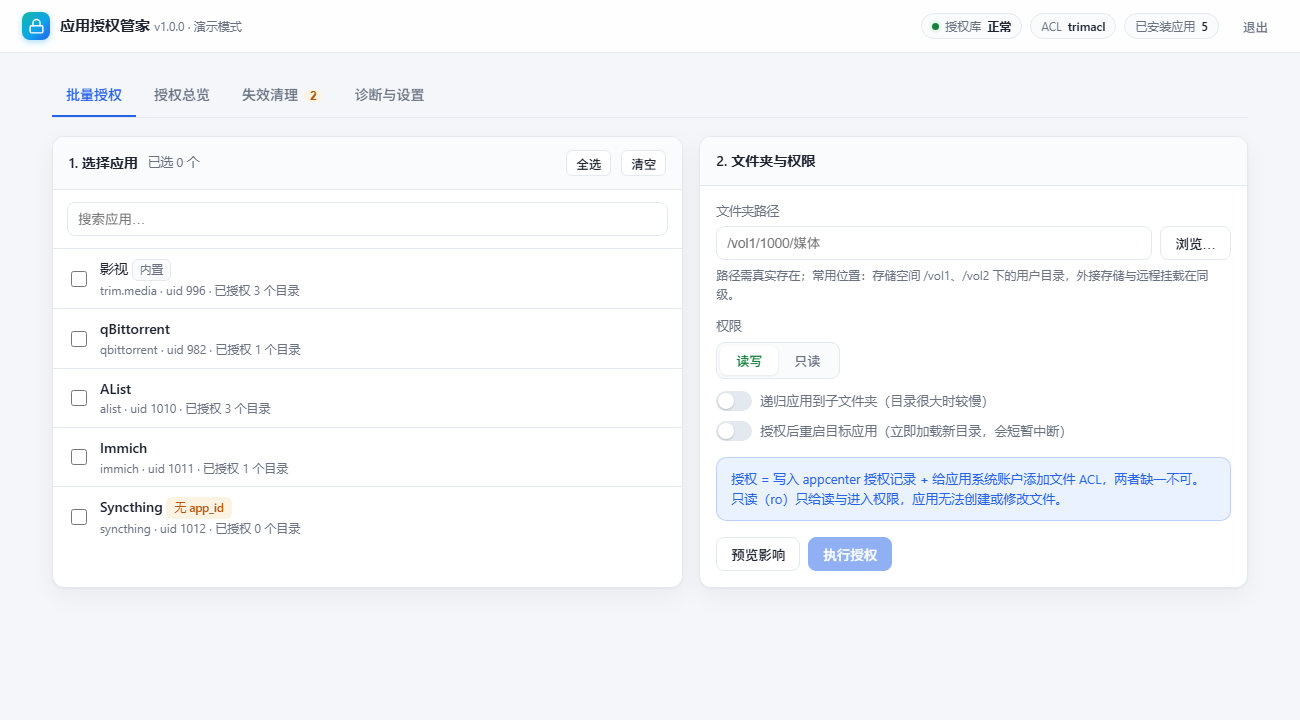 应用授权管家 v1.0.0 · 演示模式
授权库 正常
ACL trimacl
已安装应用 5
退出
批量授权
授权总览
失效清理 2
诊断与设置
1. 选择应用 已选 0 个
全选
清空
搜索应用…
影视 内置
trim.media · uid 996 · 已授权 3 个目录
qBittorrent
qbittorrent · uid 982 · 已授权 1 个目录
AList
alist · uid 1010 · 已授权 3 个目录
Immich
immich · uid 1011 · 已授权 1 个目录
Syncthing 无 app_id
syncthing · uid 1012 · 已授权 0 个目录
2. 文件夹与权限
文件夹路径
/vol1/1000/媒体
浏览…
路径需真实存在；常用位置：存储空间 /vol1、/vol2 下的用户目录，外接存储与远程挂载在同
级。
权限
读写
只读
递归应用到子文件夹（目录很大时较慢）
授权后重启目标应用（立即加载新目录，会短暂中断）
授权 = 写入 appcenter 授权记录 + 给应用系统账户添加文件 ACL，两者缺一不可。
只读（ro）只给读与进入权限，应用无法创建或修改文件。
预览影响
执行授权